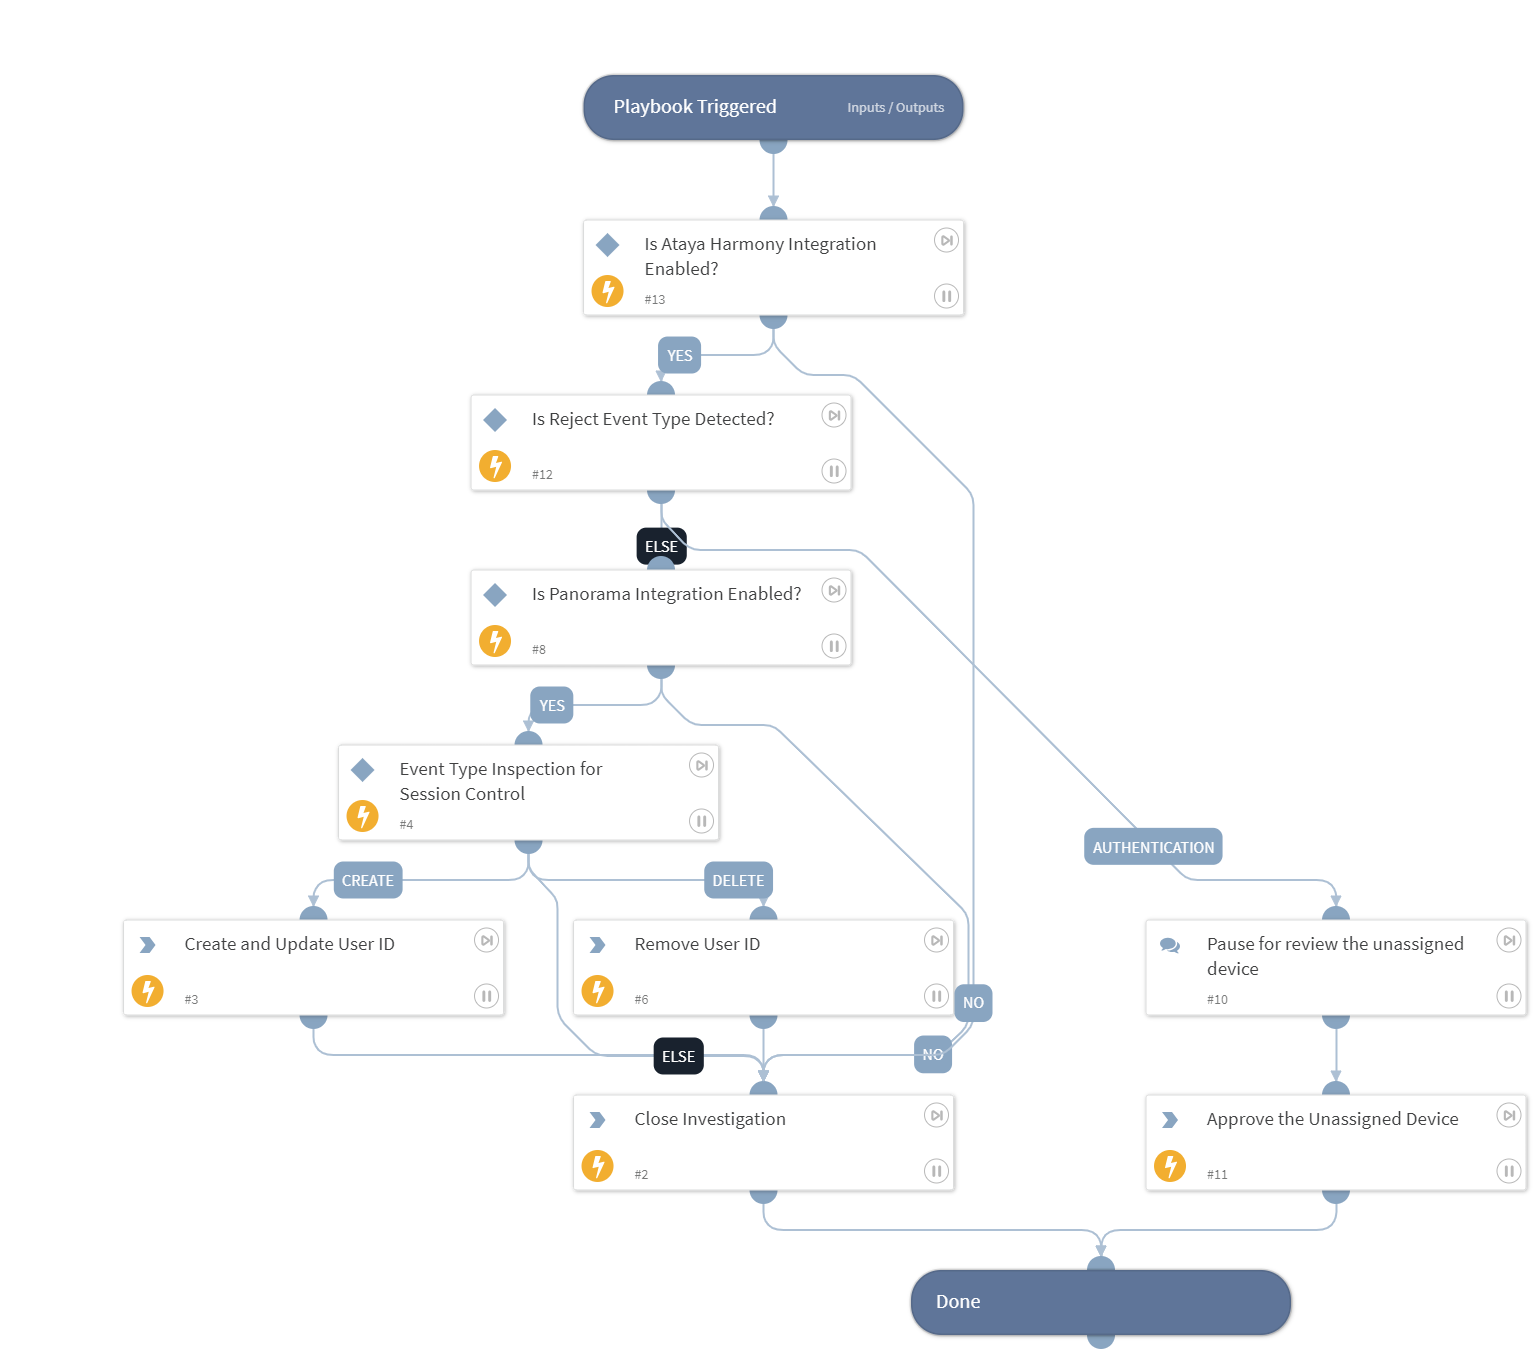 Playbook Triggered
Inputs / Outputs
Is Ataya Harmony Integration
Enabled?
#13
YES
Is Reject Event Type Detected?
#12
ELSE
Is Panorama Integration Enabled?
#8
YES
Event Type Inspection for
Session Control
#4
AUTHENTICATION
CREATE
DELETE
Create and Update User ID
#3
Remove User ID
#6
Pause for review the unassigned
device
#10
NO
ELSE
NO
Close Investigation
#2
Approve the Unassigned Device
#11
Done